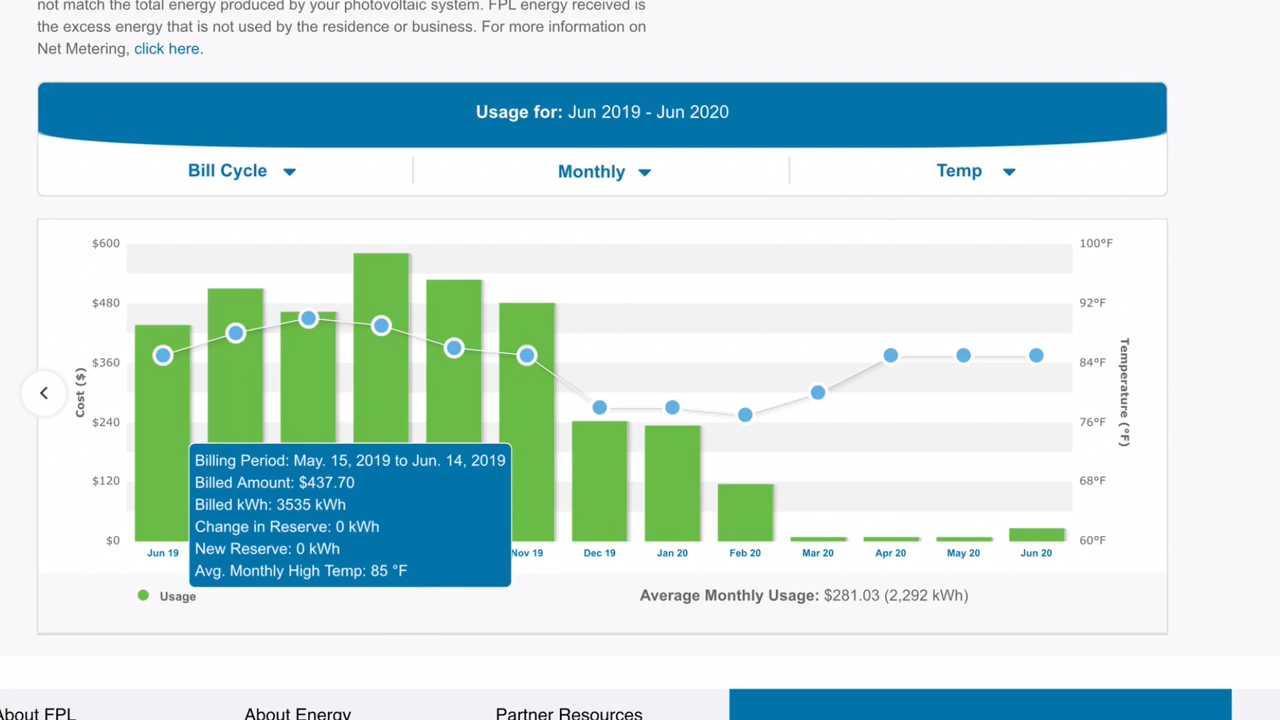 not match the total energy produced by your photovoltaic system. FPL energy received is
the excess energy that is not used by the residence or business. For more information on
Net Metering, click here.
Usage for: Jun 2019 - Jun 2020
Bill Cycle
Monthly
Temp
$600
$480
$360
$240
$120
$0
Cost ($)
100°F
92°F
84°F
76°F
68°F
60°F
Temperature (°F)
Billing Period: May. 15, 2019 to Jun. 14, 2019
Billed Amount: $437.70
Billed kWh: 3535 kWh
Change in Reserve: 0 kWh
New Reserve: 0 kWh
Avg. Monthly High Temp: 85 °F
Jun 19
Nov 19
Dec 19
Jan 20
Feb 20
Mar 20
Apr 20
May 20
Jun 20
Usage
Average Monthly Usage: $281.03 (2,292 kWh)
About FPL
About Energy
Partner Resources